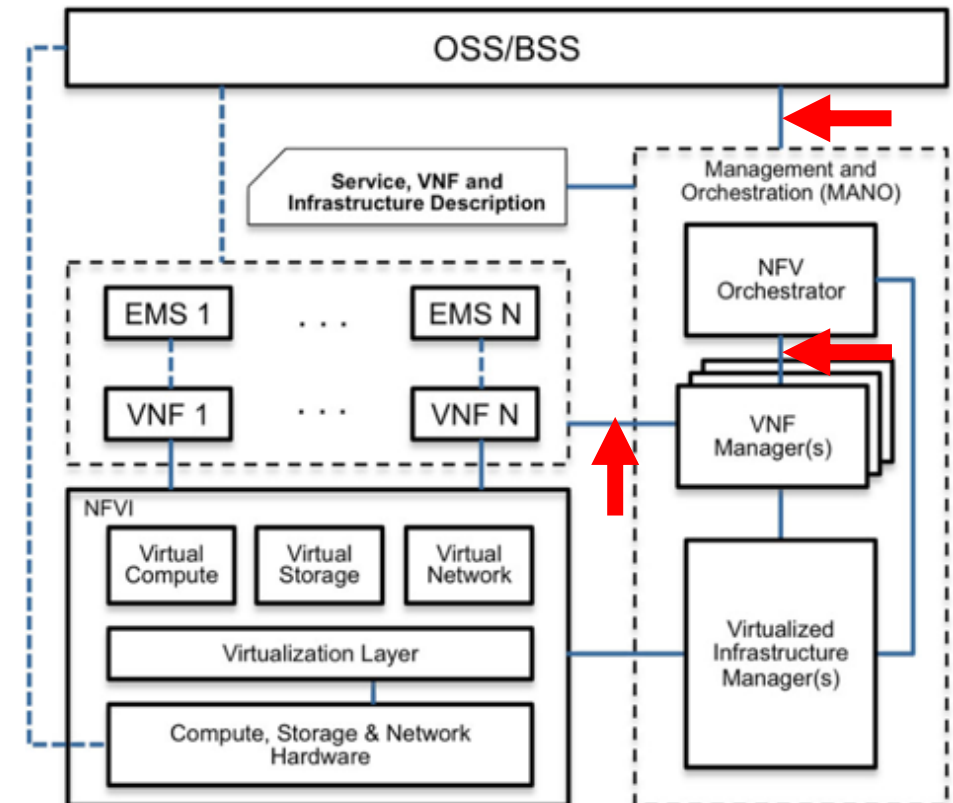 OSS/BSS
Service, VNF and
Infrastructure Description
Management and
Orchestration (MANO)
NFV
Orchestrator
EMS 1
. . .
EMS N
VNF 1
. . .
VNF N
VNF
Manager(s)
NFVI
Virtual
Compute
Virtual
Storage
Virtual
Network
Virtualization Layer
Compute, Storage & Network
Hardware
Virtualized
Infrastructure
Manager(s)